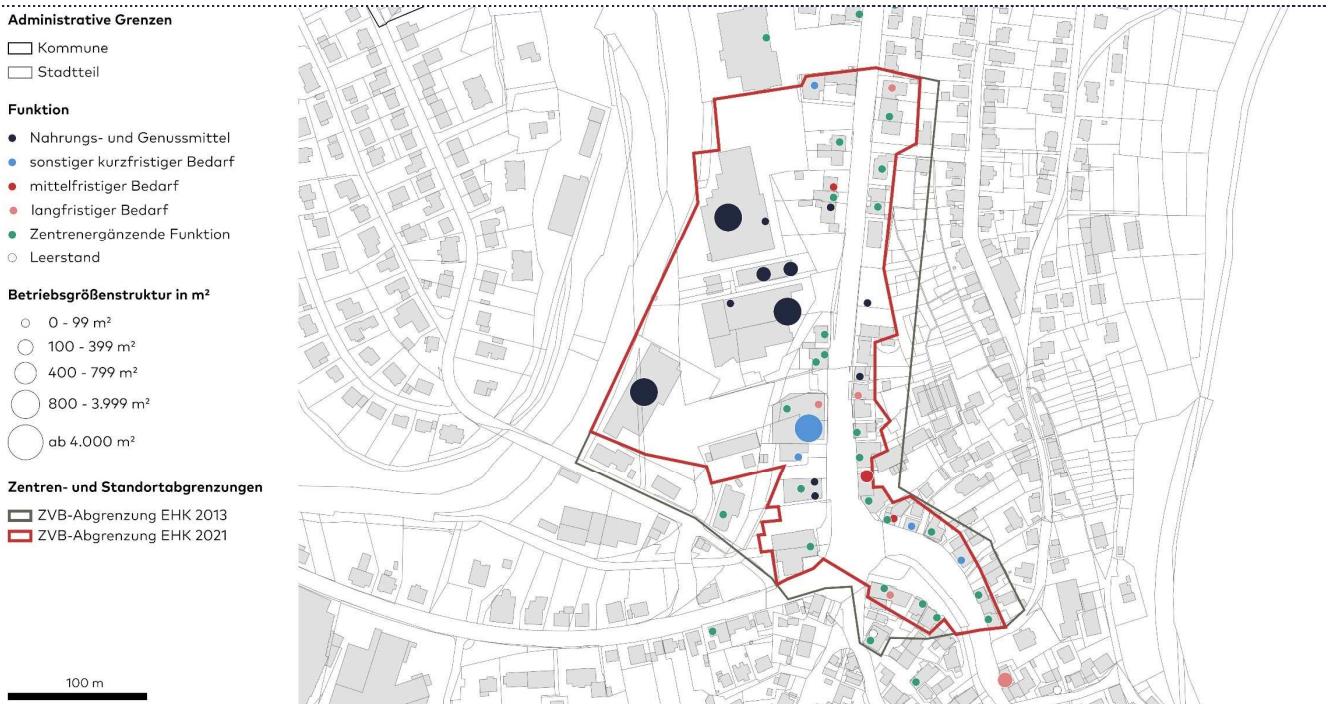 Administrative Grenzen
Kommune
Stadtteil
Funktion
Nahrungs- und Genussmittel
sonstiger kurzfristiger Bedarf
mittelfristiger Bedarf
langfristiger Bedarf
Zentrenergänzende Funktion
Leerstand
Betriebsgrößenstruktur in m²
0 - 99 m²
100 - 399 m²
400 - 799 m²
800 - 3.999 m²
ab 4.000 m²
Zentren- und Standortabgrenzungen
ZVB-Abgrenzung EHK 2013
ZVB-Abgrenzung EHK 2021
100 m